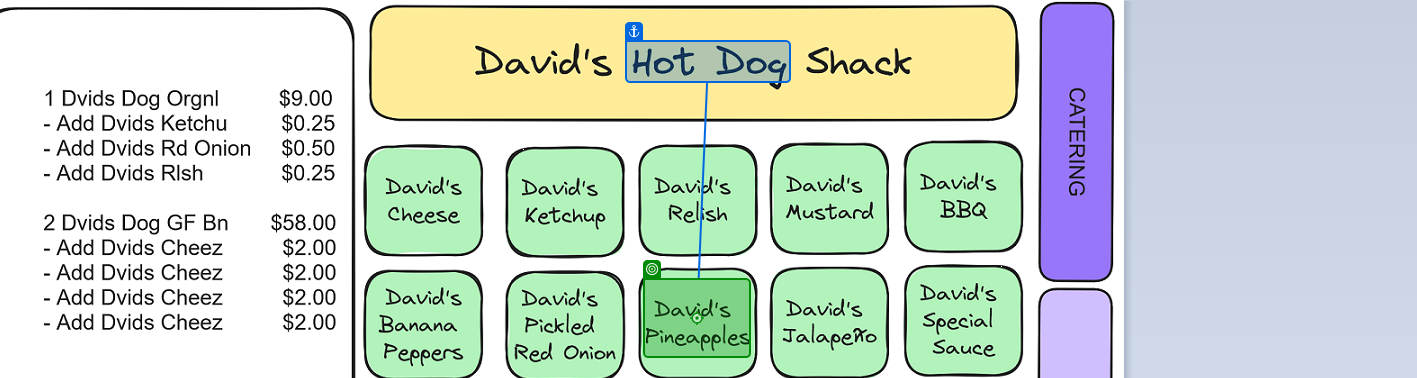 1 Dvids Dog Orgnl $9.00
- Add Dvids Ketchu $0.25
- Add Dvids Rd Onion $0.50
- Add Dvids Rlsh $0.25
2 Dvids Dog GF Bn $58.00
- Add Dvids Cheez $2.00
- Add Dvids Cheez $2.00
- Add Dvids Cheez $2.00
- Add Dvids Cheez $2.00
David's Hot Dog Shack
David's
Cheese
David's
Ketchup
David's
Relish
David's
Mustard
David's
BBQ
David's
Banana
Peppers
David's
Pickled
Red Onion
David's
Pineapples
David's
Jalapeño
David's
Special
Sauce
CATERING